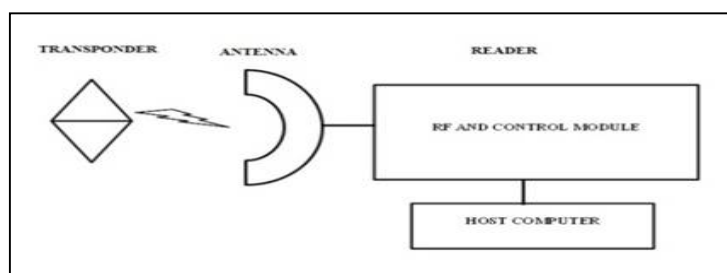 TRANSPONDER
ANTENNA
READER
RF AND CONTROL MODULE
HOST COMPUTER